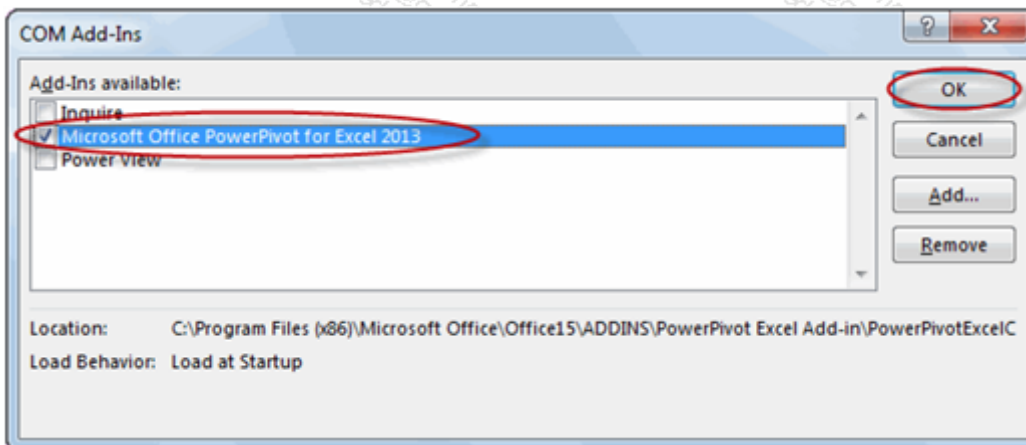 COM Add-Ins
Add-Ins available:
OK
Inquire
Microsoft Office PowerPivot for Excel 2013
Cancel
Power View
Add...
Remove
Location: C:\Program Files (x86)\Microsoft Office\Office15\ADDINS\PowerPivot Excel Add-in\PowerPivotExcelC
Load Behavior: Load at Startup